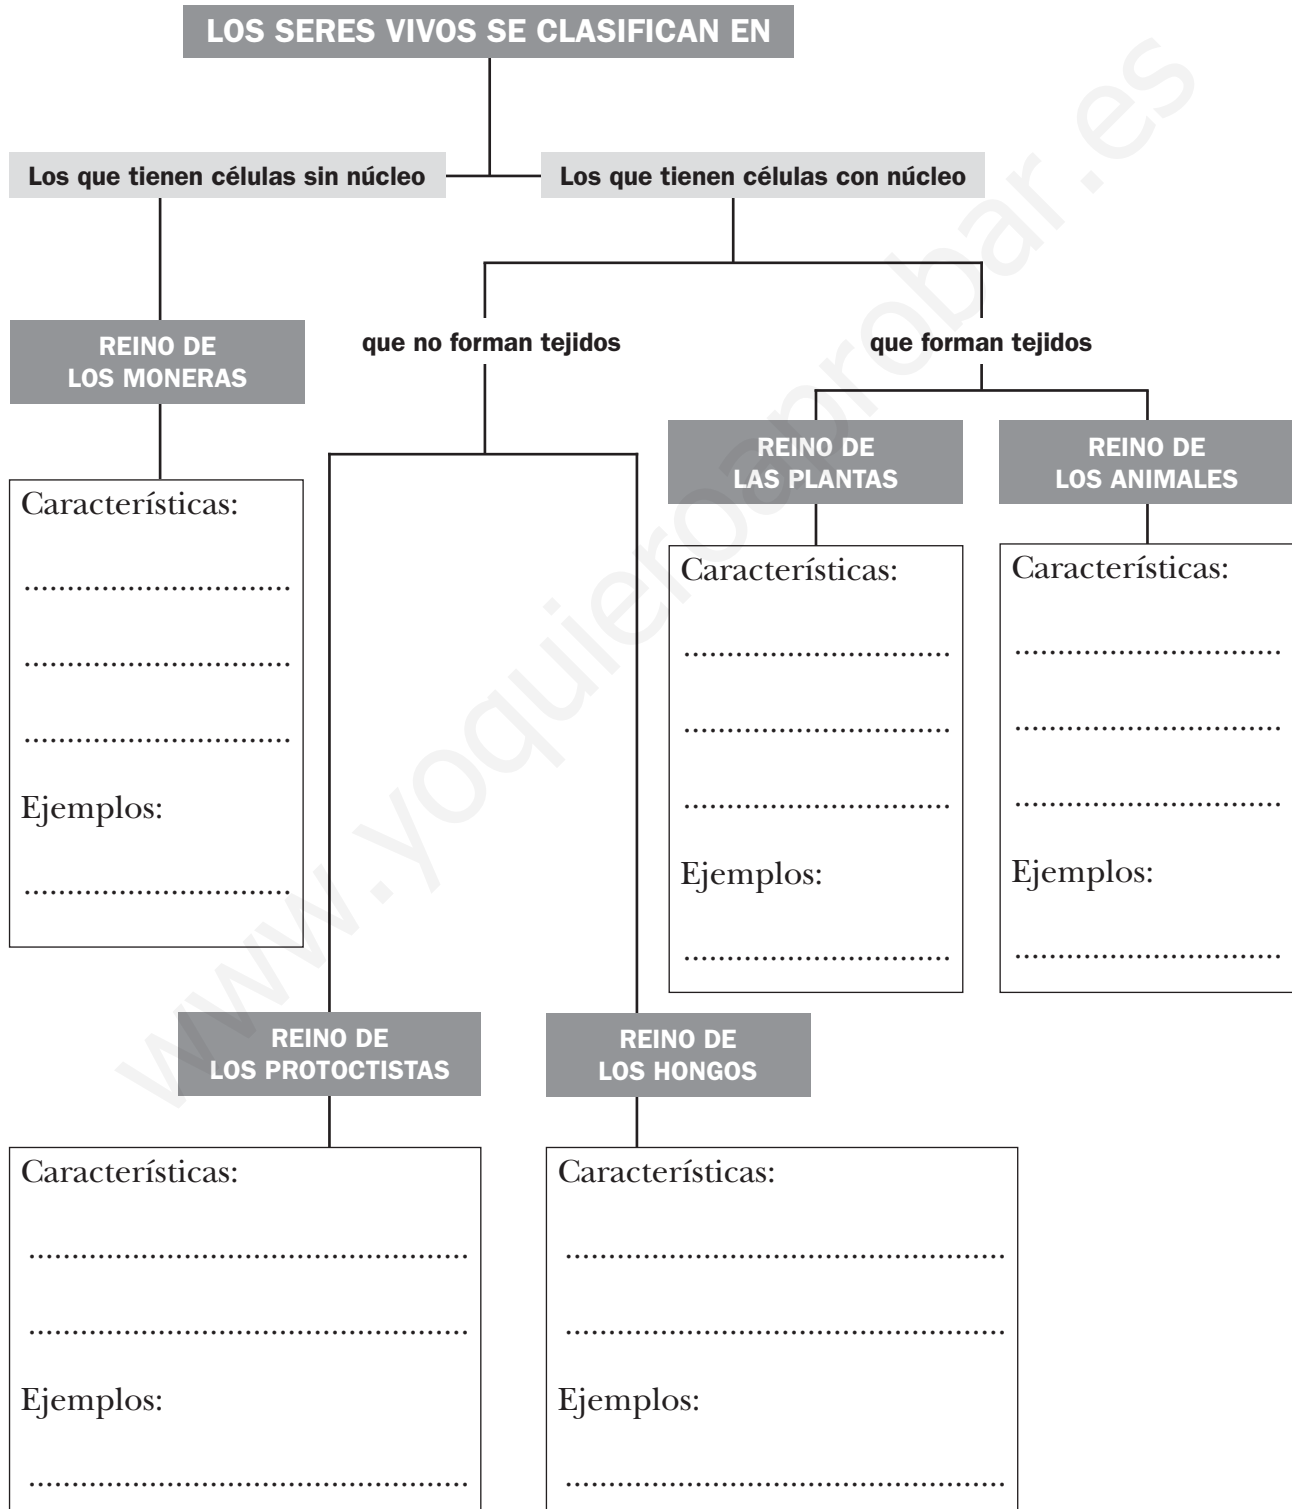 LOS SERES VIVOS SE CLASIFICAN EN
Los que tienen células sin núcleo
Los que tienen células con núcleo
REINO DE
LOS MONERAS
que no forman tejidos
que forman tejidos
REINO DE
LAS PLANTAS
REINO DE
LOS ANIMALES
Características:
...............................
...............................
...............................
Ejemplos:
...............................
Características:
...............................
...............................
...............................
Ejemplos:
...............................
Características:
...............................
...............................
...............................
Ejemplos:
...............................
REINO DE
LOS PROTOCTISTAS
REINO DE
LOS HONGOS
Características:
...................................................
...................................................
Ejemplos:
...................................................
Características:
...................................................
...................................................
Ejemplos:
...................................................
www.yoquieroaprobar.es